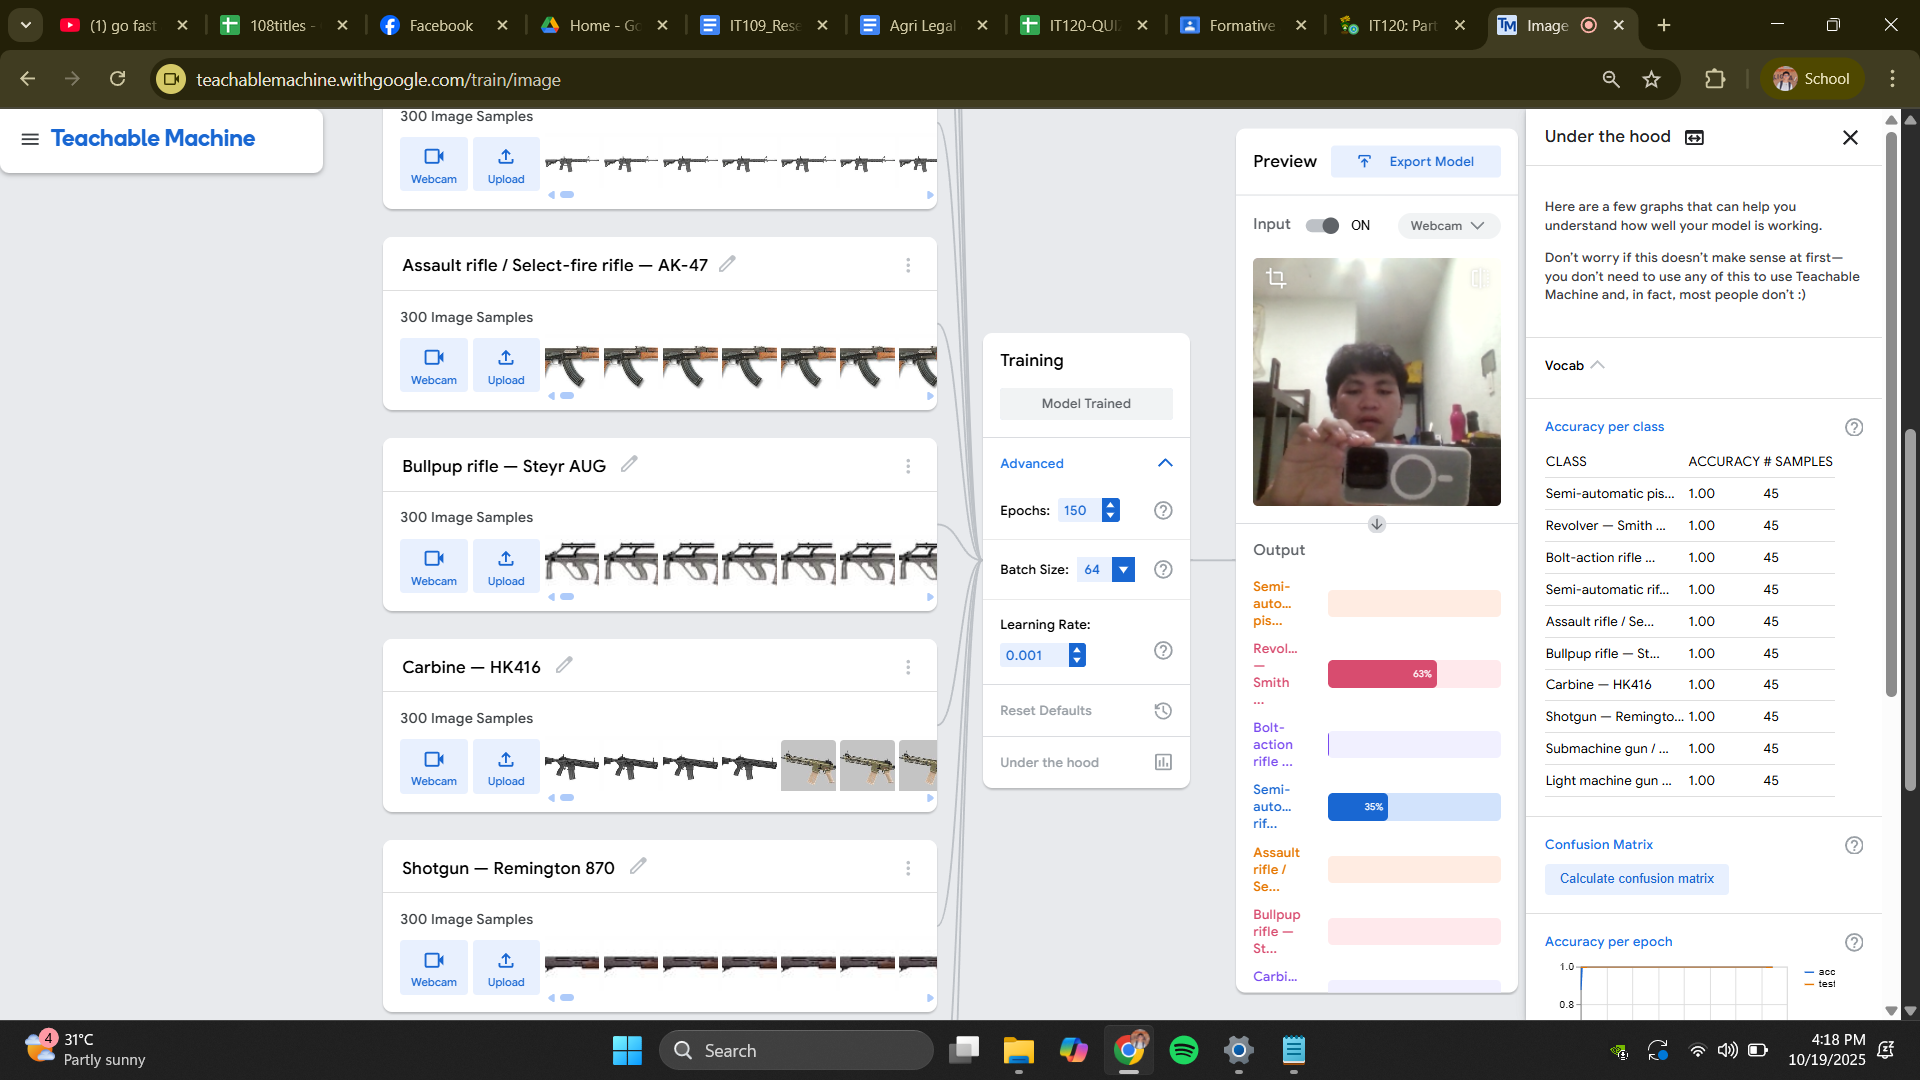 (1) go fast
108titles -
Facebook
Home - Go
IT109_Rese
Agri Legal
IT120-QUI
Formative
IT120: Part
Image
teachablemachine.withgoogle.com/train/image
School
Teachable Machine
300 Image Samples
Webcam
Upload
Assault rifle / Select-fire rifle — AK-47
300 Image Samples
Webcam
Upload
Bullpup rifle — Steyr AUG
300 Image Samples
Webcam
Upload
Carbine — HK416
300 Image Samples
Webcam
Upload
Shotgun — Remington 870
300 Image Samples
Webcam
Upload
Training
Model Trained
Advanced
Epochs: 150
Batch Size: 64
Learning Rate:
0.001
Reset Defaults
Under the hood
Preview
Export Model
Input ON Webcam
Output
Semi-
auto...
pis...
Revol...
—
Smith
...
63%
Bolt-
action
rifle ...
Semi-
auto...
rif...
35%
Assault
rifle /
Se...
Bullpup
rifle —
St...
Carbi...
Under the hood
Here are a few graphs that can help you
understand how well your model is working.
Don't worry if this doesn't make sense at first—
you don't need to use any of this to use Teachable
Machine and, in fact, most people don't :)
Vocab
Accuracy per class
CLASS ACCURACY # SAMPLES
Semi-automatic pis... 1.00 45
Revolver — Smith ... 1.00 45
Bolt-action rifle ... 1.00 45
Semi-automatic rif... 1.00 45
Assault rifle / Se... 1.00 45
Bullpup rifle — St... 1.00 45
Carbine — HK416 1.00 45
Shotgun — Remingto... 1.00 45
Submachine gun / ... 1.00 45
Light machine gun ... 1.00 45
Confusion Matrix
Calculate confusion matrix
Accuracy per epoch
1.0
0.8
acc
test
4
31°C
Partly sunny
Search
4:18 PM
10/19/2025